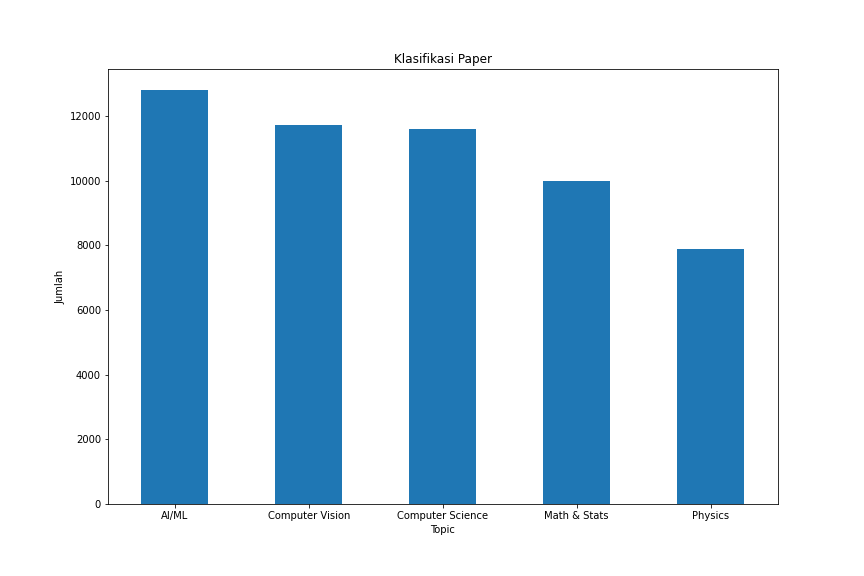 Klasifikasi Paper
12000
10000
8000
6000
4000
2000
0
Jumlah
AI/ML
Computer Vision
Computer Science
Math & Stats
Physics
Topic